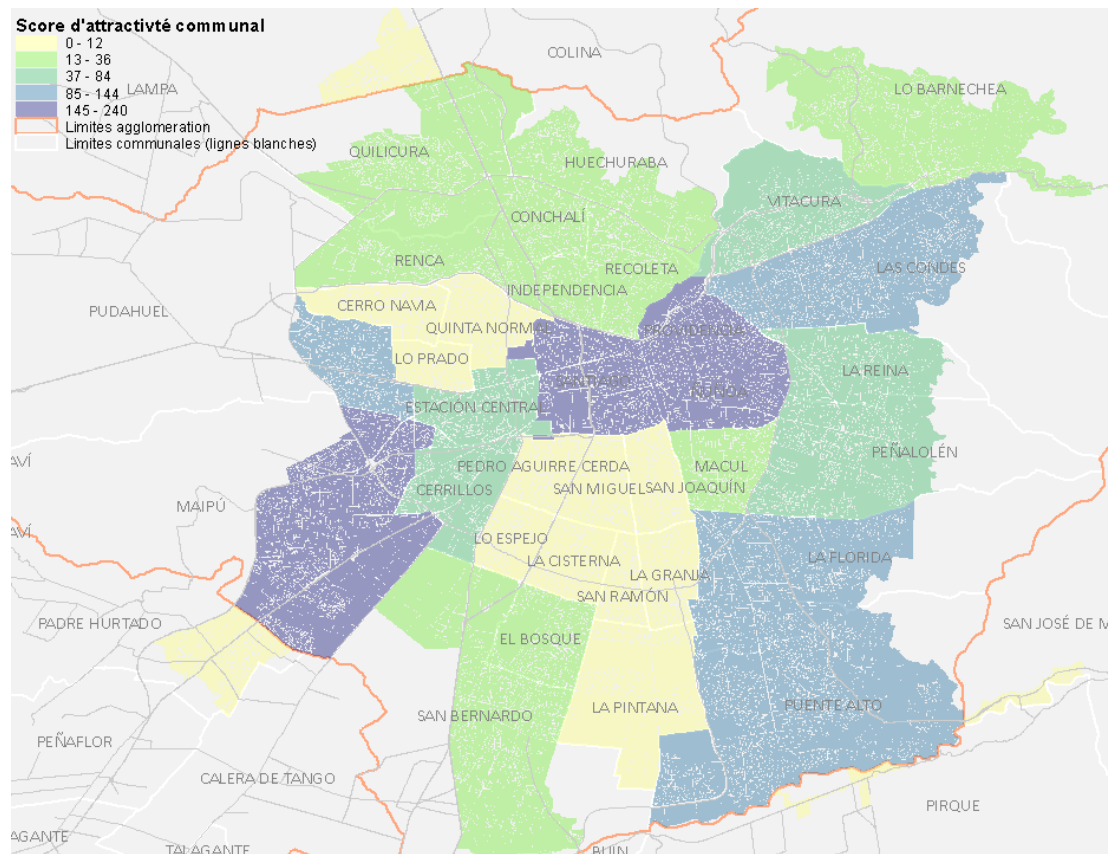 Score d'attractivté communal
0 - 12
13 - 36
37 - 84
85 - 144
145 - 240
Limites agglomeration
Limites communales (lignes blanches)
COLINA
LAMPA
LO BARNECHEA
QUILICURA
HUECHURABA
VITACURA
CONCHALÍ
RENCA
RECOLETA
LAS CONDES
INDEPENDENCIA
CERRO NAVIA
PUDAHUEL
QUINTA NORMAL
PROVIDENCIA
LO PRADO
LA REINA
SANTIAGO
ÑUÑOA
ESTACIÓN CENTRAL
PEÑALOLÉN
AVÍ
PEDRO AGUIRRE CERDA
MACUL
CERRILLOS
SAN MIGUEL
SAN JOAQUÍN
MAIPÚ
AVÍ
LO ESPEJO
LA CISTERNA
LA FLORIDA
LA GRANJA
SAN RAMÓN
PADRE HURTADO
SAN JOSÉ DE M
EL BOSQUE
LA PINTANA
PUENTE ALTO
SAN BERNARDO
PEÑAFLOR
CALERA DE TANGO
PIRQUE
AGANTE
TALAGANTE
BUIN